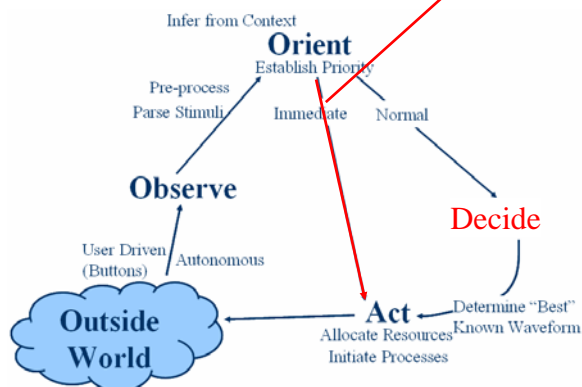 Infer from Context
Orient
Establish Priority
Pre-process
Parse Stimuli
Immediate
Normal
Observe
Decide
User Driven
(Buttons)
Autonomous
Outside
World
Act
Allocate Resources
Initiate Processes
Determine “Best”
Known Waveform